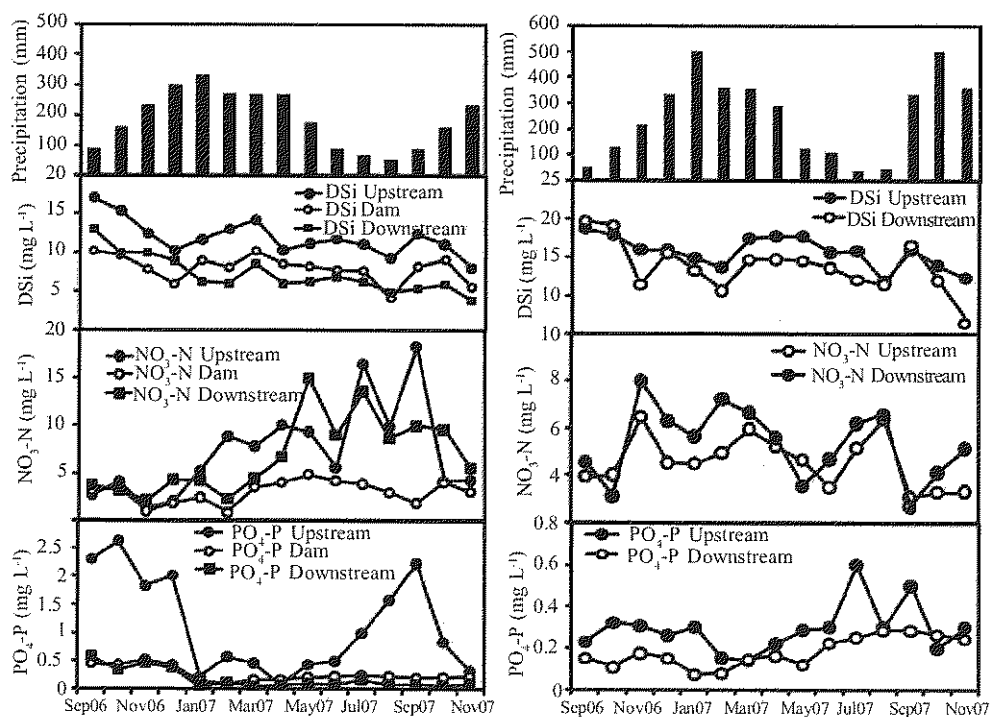 500
400
300
200
100
20
Precipitation (mm)
15
10
5
20
DSi (mg L⁻¹)
DSi Upstream
DSi Dam
DSi Downstream
15
10
5
NO₃-N (mg L⁻¹)
NO₃-N Upstream
NO₃-N Dam
NO₃-N Downstream
2.5
2
1.5
1
0.5
0
PO₄-P (mg L⁻¹)
PO₄-P Upstream
PO₄-P Dam
PO₄-P Downstream
Sep06 Nov06 Jan07 Mar07 May07 Jul07 Sep07 Nov07
600
500
400
300
200
100
25
Precipitation (mm)
20
15
10
10
DSi (mg L⁻¹)
DSi Upstream
DSi Downstream
8
6
4
NO₃-N (mg L⁻¹)
NO₃-N Upstream
NO₃-N Downstream
0.8
0.6
0.4
0.2
0
PO₄-P (mg L⁻¹)
PO₄-P Upstream
PO₄-P Downstream
Sep06 Nov06 Jan07 Mar07 May07 Jul07 Sep07 Nov07